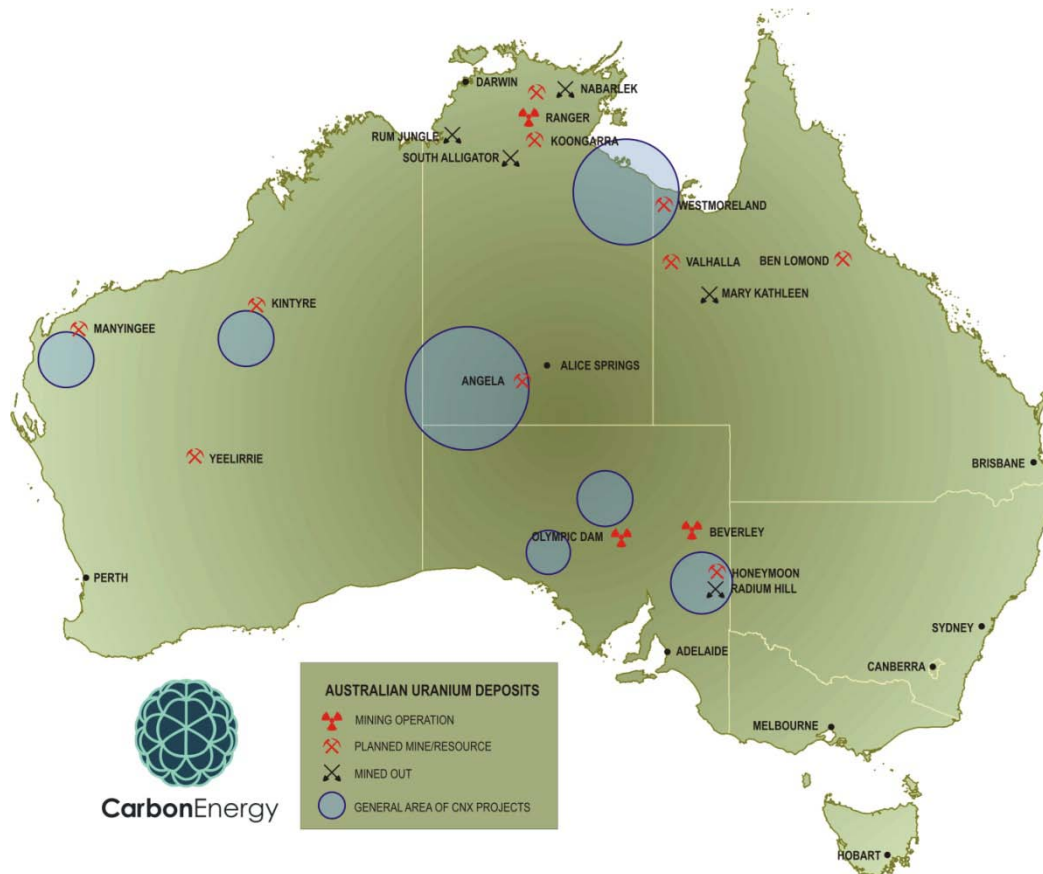 DARWIN
NABARLEK
RANGER
RUM JUNGLE
KOONGARRA
SOUTH ALLIGATOR
WESTMORELAND
VALHALLA
BEN LOMOND
MARY KATHLEEN
KINTYRE
MANYINGEE
ALICE SPRINGS
ANGELA
YEELIRRIE
BRISBANE
OLYMPIC DAM
BEVERLEY
HONEYMOON
PERTH
RADIUM HILL
SYDNEY
ADELAIDE
CANBERRA
MELBOURNE
HOBART
AUSTRALIAN URANIUM DEPOSITS
MINING OPERATION
PLANNED MINE/RESOURCE
MINED OUT
GENERAL AREA OF CNX PROJECTS
CarbonEnergy